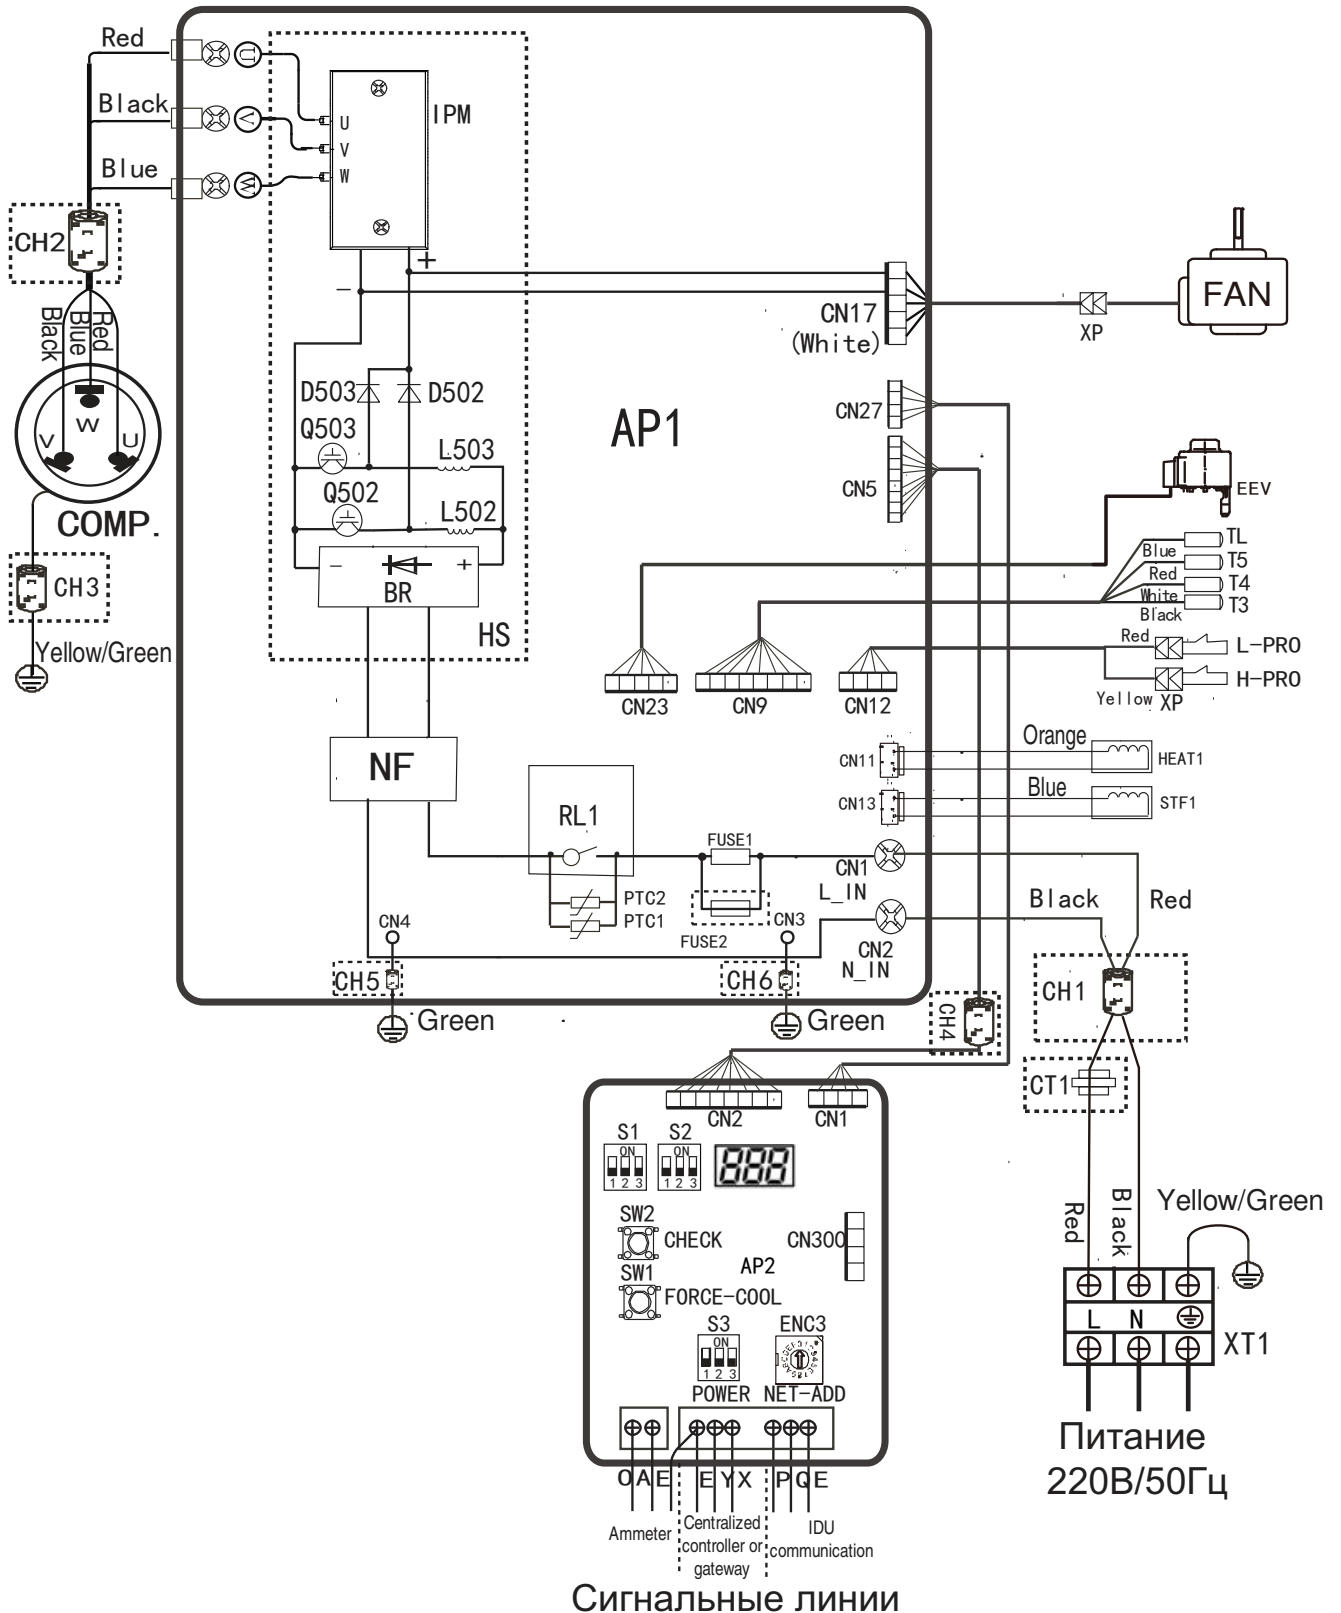 Red
U
Black
V
Blue
W
IPM
U
V
W
CH2
+
−
Black
Blue
Red
V
W
U
COMP.
CH3
Yellow/Green
CN17
(White)
XP
FAN
D503
D502
Q503
L503
Q502
L502
−
+
BR
HS
AP1
CN27
CN5
EEV
TL
Blue
T5
Red
T4
White
T3
Black
Red
L-PRO
H-PRO
Yellow
XP
CN23
CN9
CN12
Orange
CN11
HEAT1
Blue
CN13
STF1
NF
RL1
FUSE1
CN1
L_IN
PTC2
PTC1
FUSE2
CN4
CN3
CN2
N_IN
Black
Red
CH5
CH6
Green
Green
CH4
CH1
CT1
CN2
CN1
S1
S2
ON
1 2 3
ON
1 2 3
888
SW2
CHECK
CN300
AP2
SW1
FORCE-COOL
S3
ENC3
ON
1 2 3
POWER
NET-ADD
O A E
E Y X
P Q E
Ammeter
Centralized
controller or
gateway
IDU
communication
Сигнальные линии
Red
Black
Yellow/Green
L
N
XT1
Питание
220В/50Гц